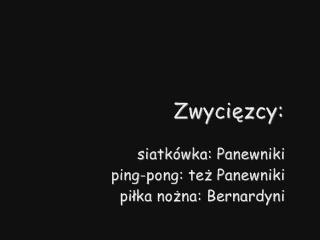 Zwycięzcy:
siatkówka: Panewniki
ping-pong: też Panewniki
piłka nożna: Bernardyni